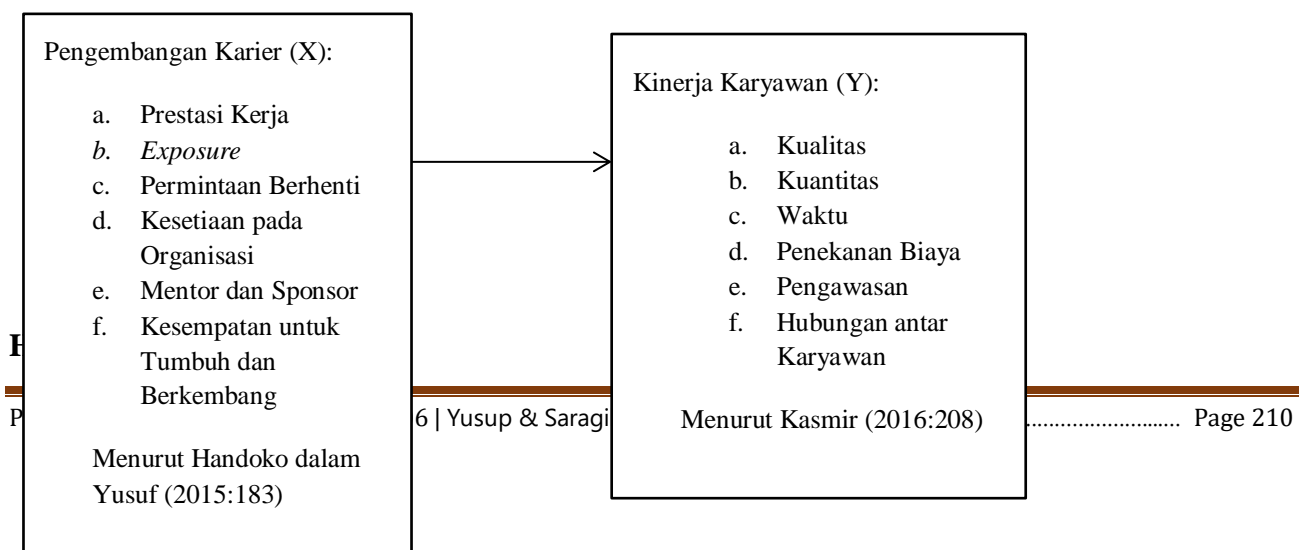 Pengembangan Karier (X):
a. Prestasi Kerja
b. Exposure
c. Permintaan Berhenti
d. Kesetiaan pada
Organisasi
e. Mentor dan Sponsor
f. Kesempatan untuk
Tumbuh dan
Berkembang
Menurut Handoko dalam
Yusuf (2015:183)
Kinerja Karyawan (Y):
a. Kualitas
b. Kuantitas
c. Waktu
d. Penekanan Biaya
e. Pengawasan
f. Hubungan antar
Karyawan
Menurut Kasmir (2016:208)
6 | Yusup & Saragi ........................... Page 210